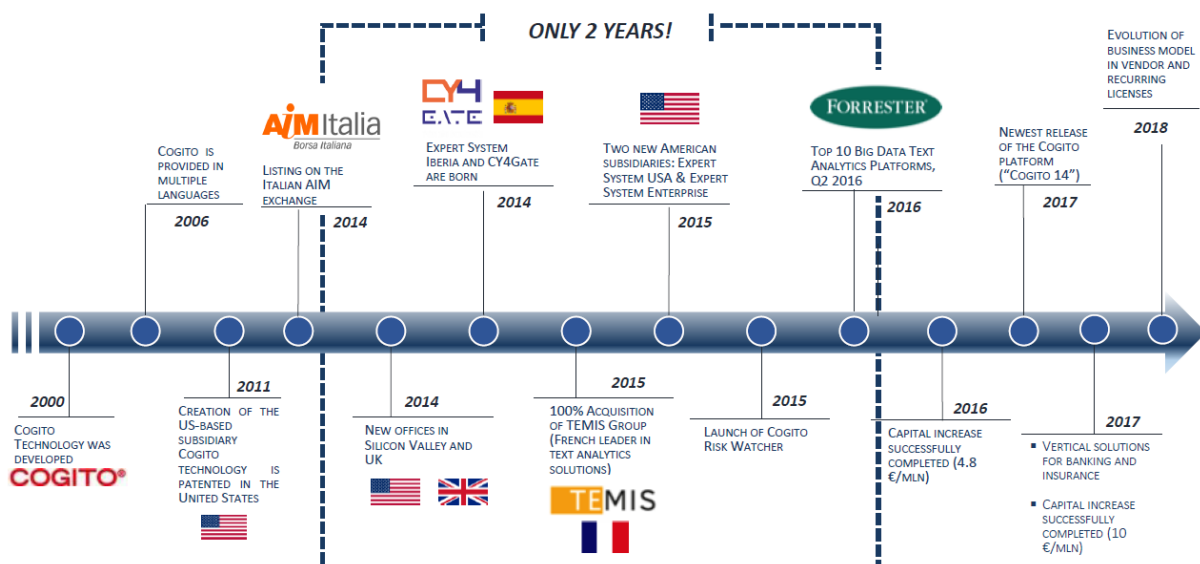 ONLY 2 YEARS!
EVOLUTION OF
BUSINESS MODEL
IN VENDOR AND
RECURRING
LICENSES
2018
COGITO IS
PROVIDED IN
MULTIPLE
LANGUAGES
2006
AIM Italia
Borsa Italiana
LISTING ON THE
ITALIAN AIM
EXCHANGE
2014
CY4
GATE
EXPERT SYSTEM
IBERIA AND CY4GATE
ARE BORN
2014
TWO NEW AMERICAN
SUBSIDIARIES: EXPERT
SYSTEM USA & EXPERT
SYSTEM ENTERPRISE
2015
FORRESTER®
TOP 10 BIG DATA TEXT
ANALYTICS PLATFORMS,
Q2 2016
2016
NEWEST RELEASE
OF THE COGITO
PLATFORM
("COGITO 14")
2017
2000
COGITO
TECHNOLOGY WAS
DEVELOPED
COGITO®
2011
CREATION OF THE
US-BASED
SUBSIDIARY
COGITO
TECHNOLOGY IS
PATENTED IN THE
UNITED STATES
2014
NEW OFFICES IN
SILICON VALLEY AND
UK
2015
100% ACQUISITION
OF TEMIS GROUP
(FRENCH LEADER IN
TEXT ANALYTICS
SOLUTIONS)
TEMIS
2015
LAUNCH OF COGITO
RISK WATCHER
2016
CAPITAL INCREASE
SUCCESSFULLY
COMPLETED (4.8
€/MLN)
2017
▪ VERTICAL SOLUTIONS
FOR BANKING AND
INSURANCE
▪ CAPITAL INCREASE
SUCCESSFULLY
COMPLETED (10
€/MLN)